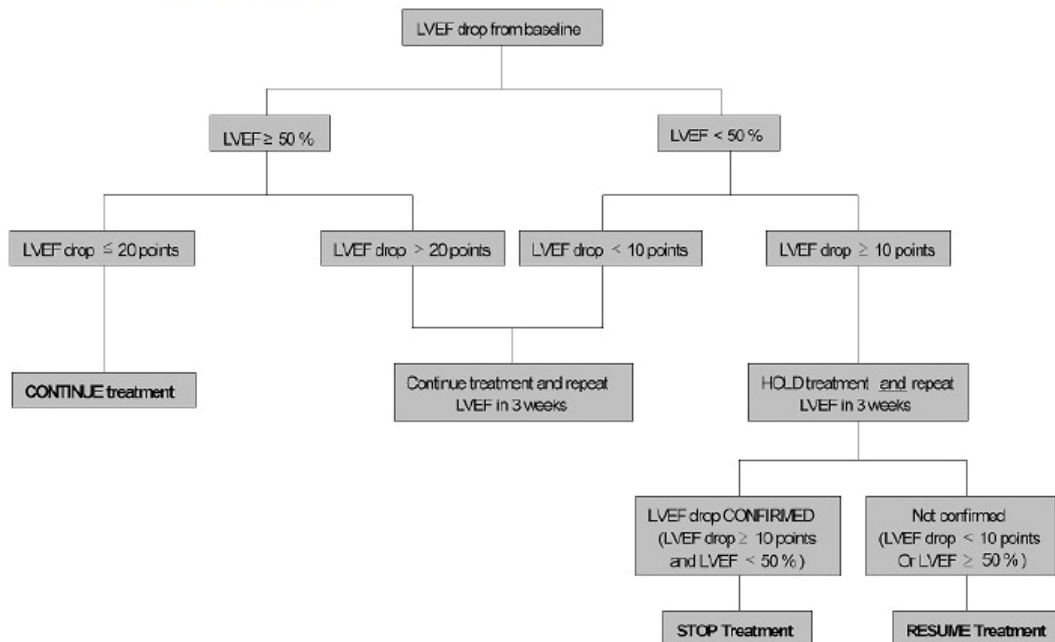 LVEF drop from baseline
LVEF ≥ 50 %
LVEF < 50 %
LVEF drop ≤ 20 points
LVEF drop > 20 points
LVEF drop < 10 points
LVEF drop ≥ 10 points
CONTINUE treatment
Continue treatment and repeat
LVEF in 3 weeks
HOLD treatment and repeat
LVEF in 3 weeks
LVEF drop CONFIRMED
(LVEF drop ≥ 10 points
and LVEF < 50 %)
Not confirmed
(LVEF drop < 10 points
Or LVEF ≥ 50 %)
STOP Treatment
RESUME Treatment